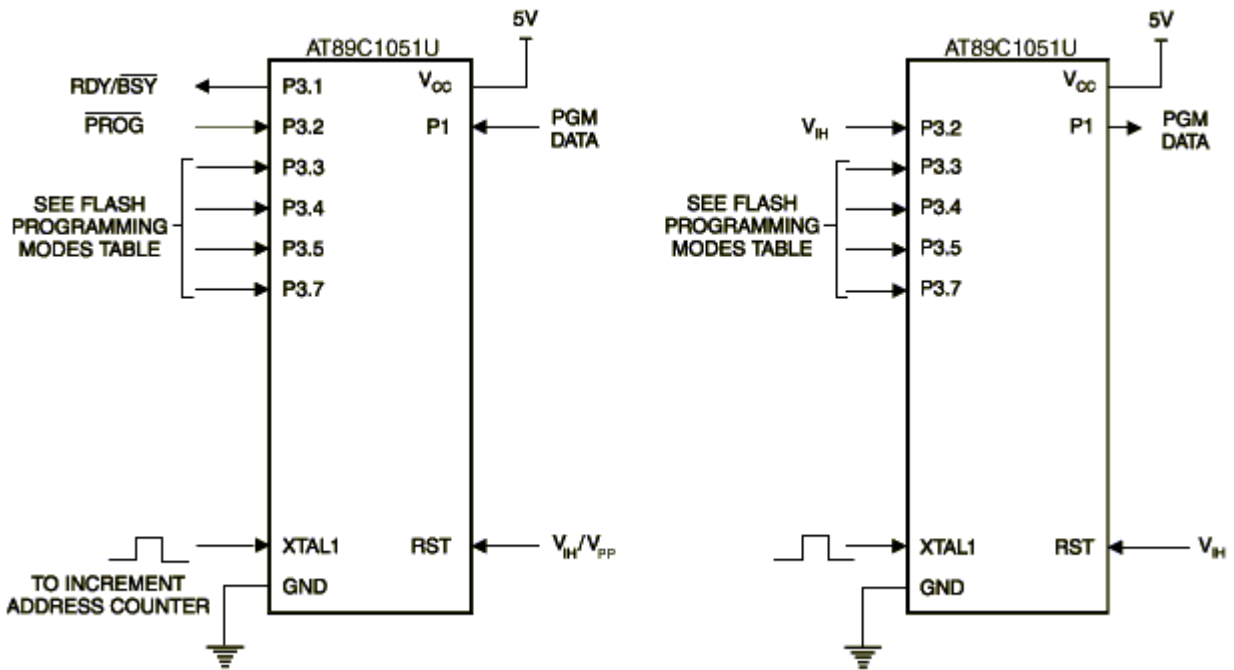 AT89C1051U
5V
RDY/BSY
P3.1
VCC
PROG
P3.2
P1
PGM
DATA
P3.3
SEE FLASH
PROGRAMMING
MODES TABLE
P3.4
P3.5
P3.7
XTAL1
RST
VIH/VPP
TO INCREMENT
ADDRESS COUNTER
GND
AT89C1051U
5V
VCC
VIH
P3.2
P1
PGM
DATA
P3.3
SEE FLASH
PROGRAMMING
MODES TABLE
P3.4
P3.5
P3.7
XTAL1
RST
VIH
GND